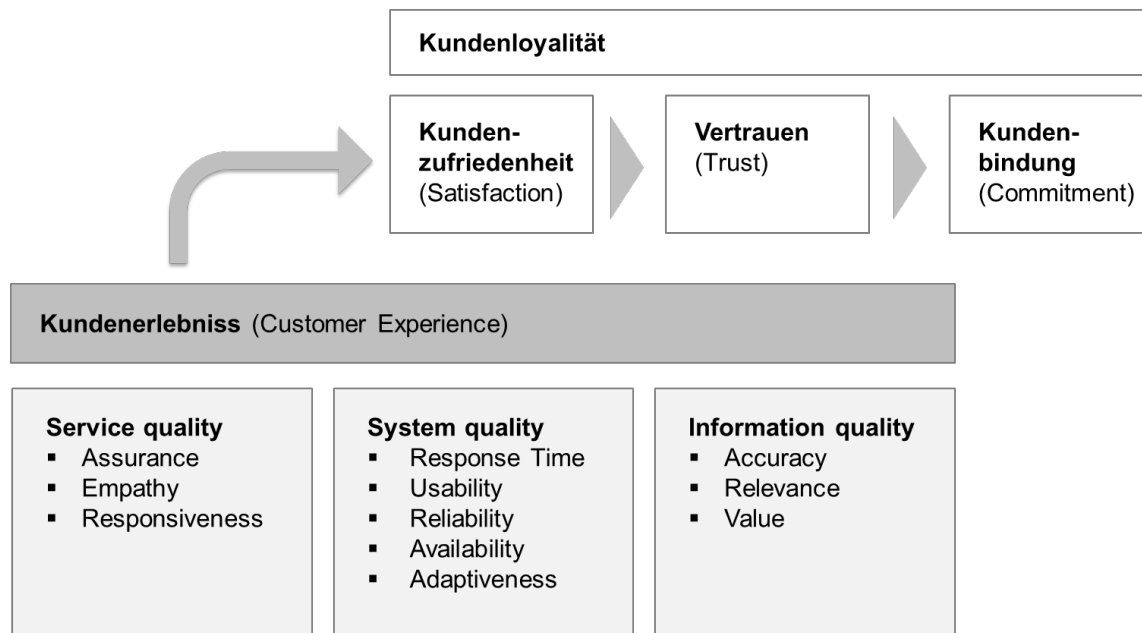 Kundenloyalität
Kunden-
zufriedenheit
(Satisfaction)
Vertrauen
(Trust)
Kunden-
bindung
(Commitment)
Kundenerlebniss (Customer Experience)
Service quality
▪ Assurance
▪ Empathy
▪ Responsiveness
System quality
▪ Response Time
▪ Usability
▪ Reliability
▪ Availability
▪ Adaptiveness
Information quality
▪ Accuracy
▪ Relevance
▪ Value